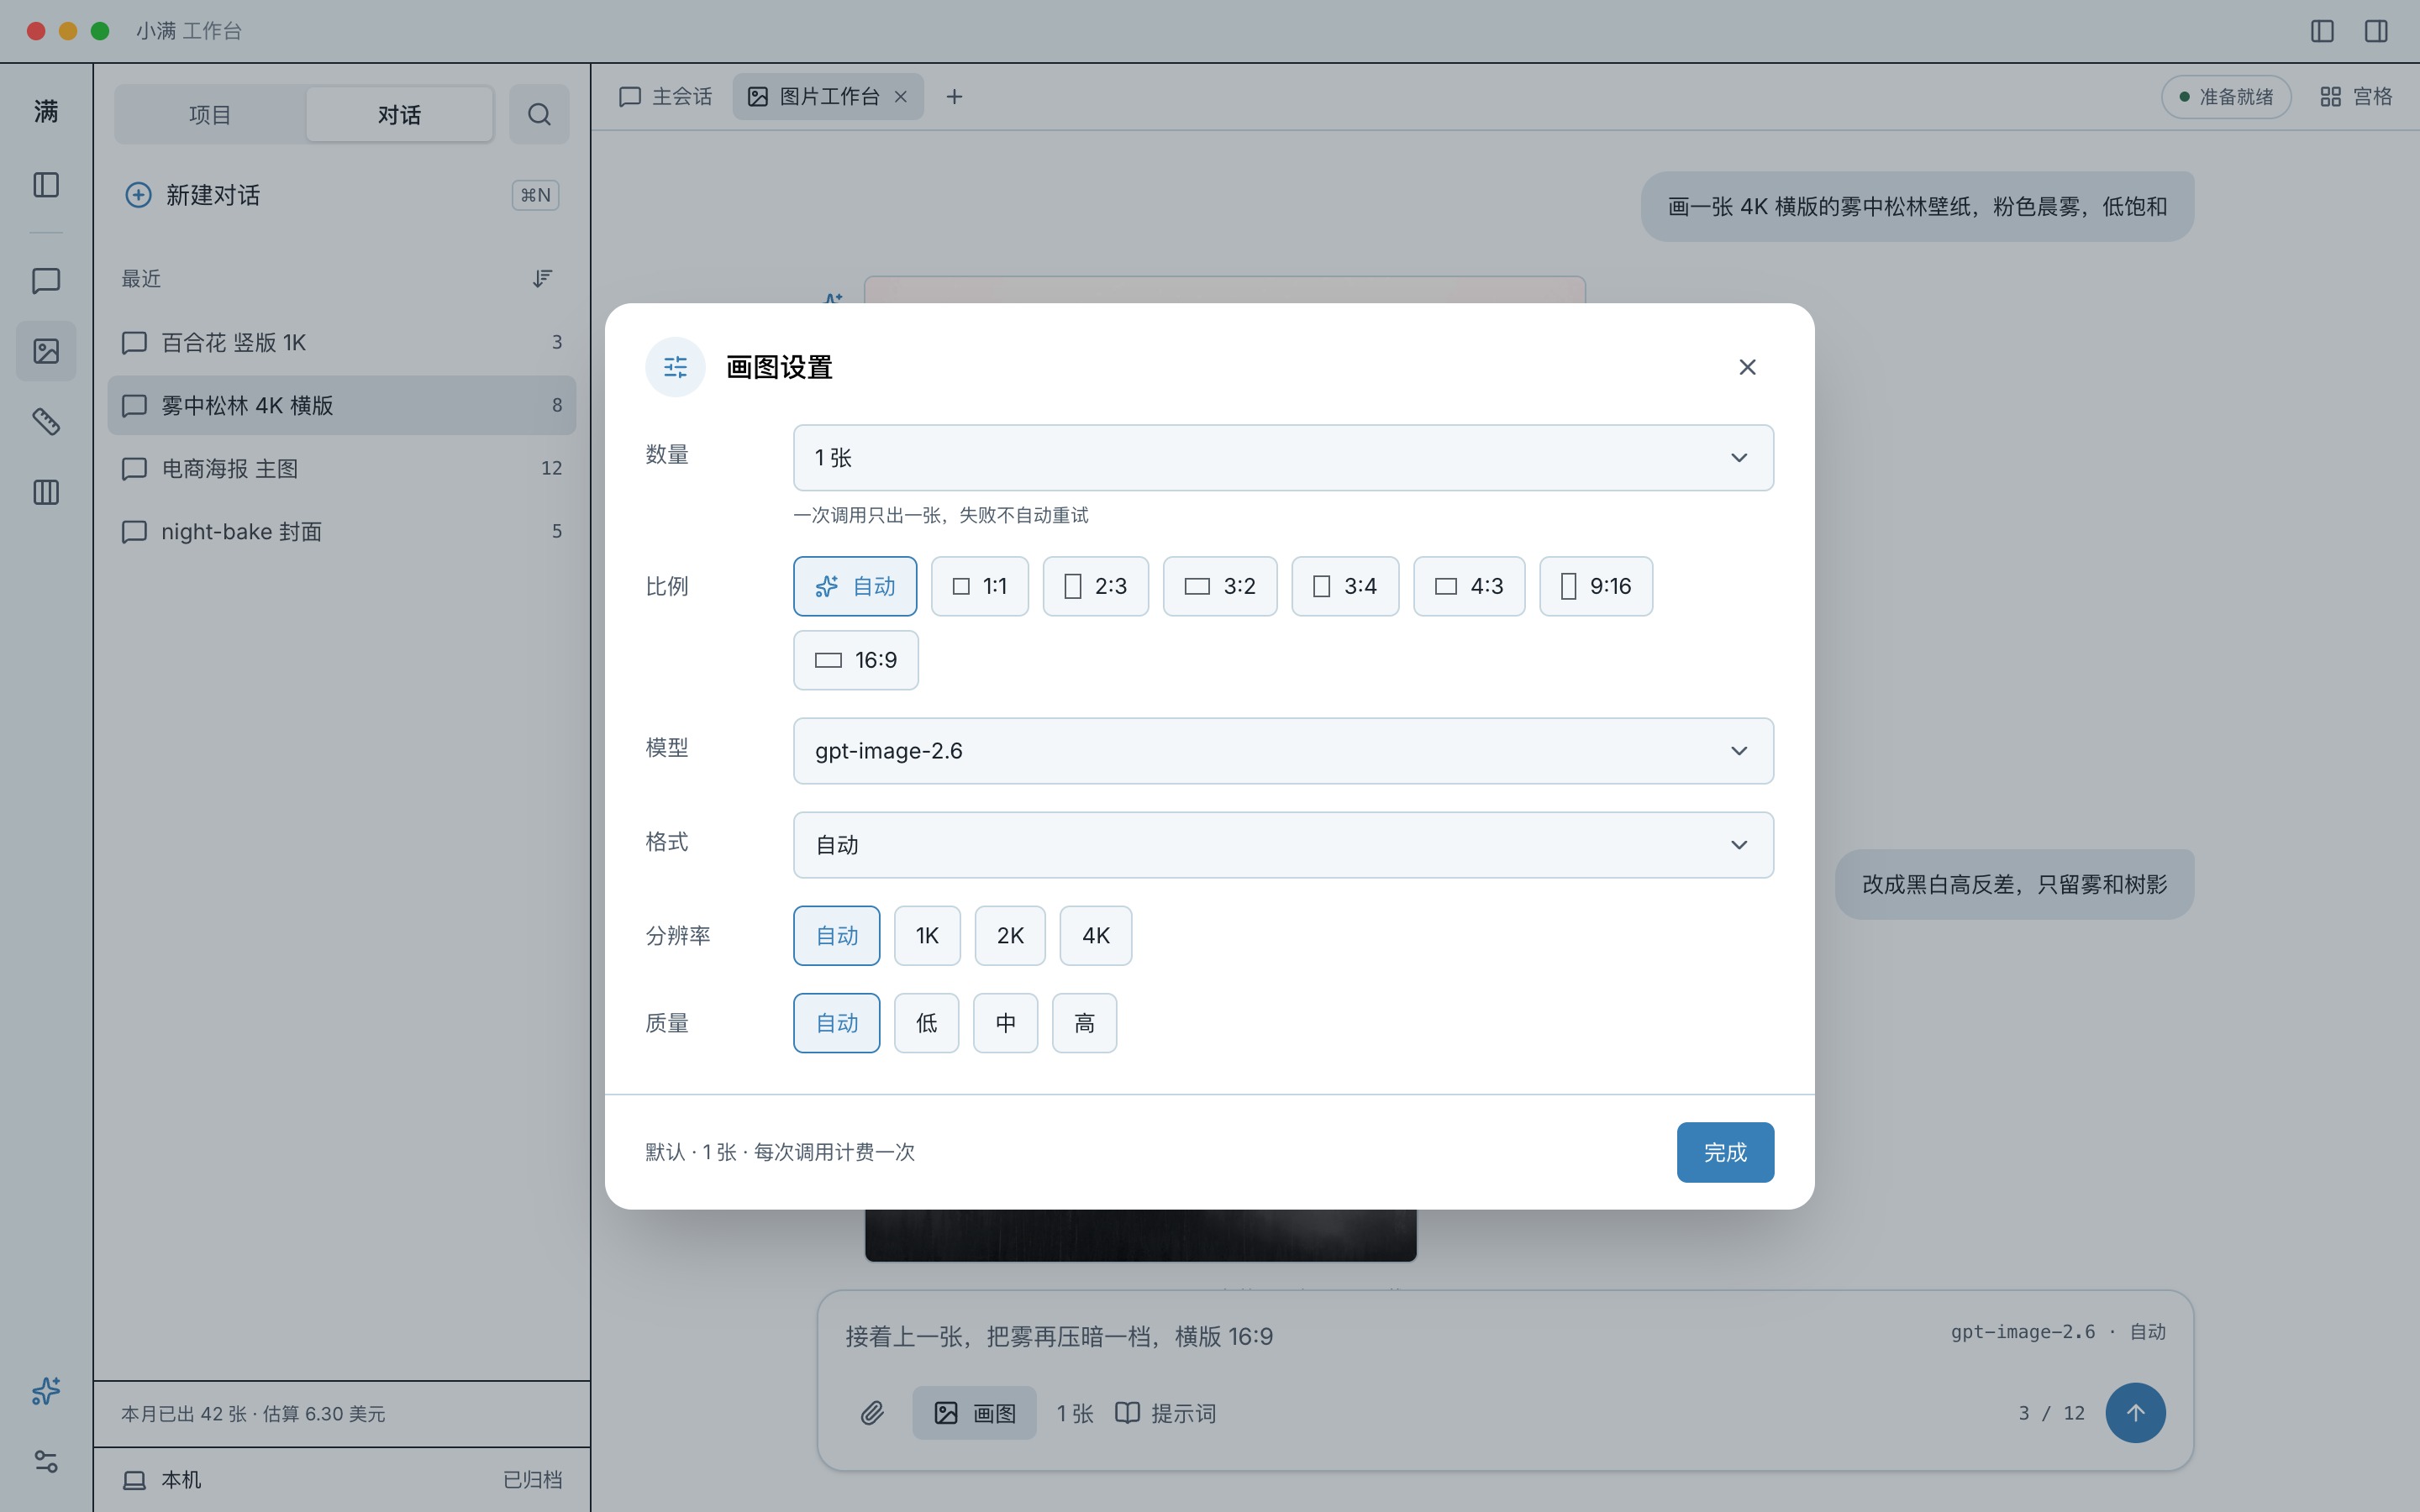 小满 工作台
满
项目
对话
新建对话
⌘N
最近
百合花 竖版 1K
3
雾中松林 4K 横版
8
电商海报 主图
12
night-bake 封面
5
本月已出 42 张 · 估算 6.30 美元
本机
已归档
主会话
图片工作台
准备就绪
宫格
画一张 4K 横版的雾中松林壁纸，粉色晨雾，低饱和
画图设置
数量
1 张
一次调用只出一张，失败不自动重试
比例
自动
1:1
2:3
3:2
3:4
4:3
9:16
16:9
模型
gpt-image-2.6
格式
自动
分辨率
自动
1K
2K
4K
质量
自动
低
中
高
默认 · 1 张 · 每次调用计费一次
完成
改成黑白高反差，只留雾和树影
接着上一张，把雾再压暗一档，横版 16:9
gpt-image-2.6 · 自动
画图
1 张
提示词
3 / 12